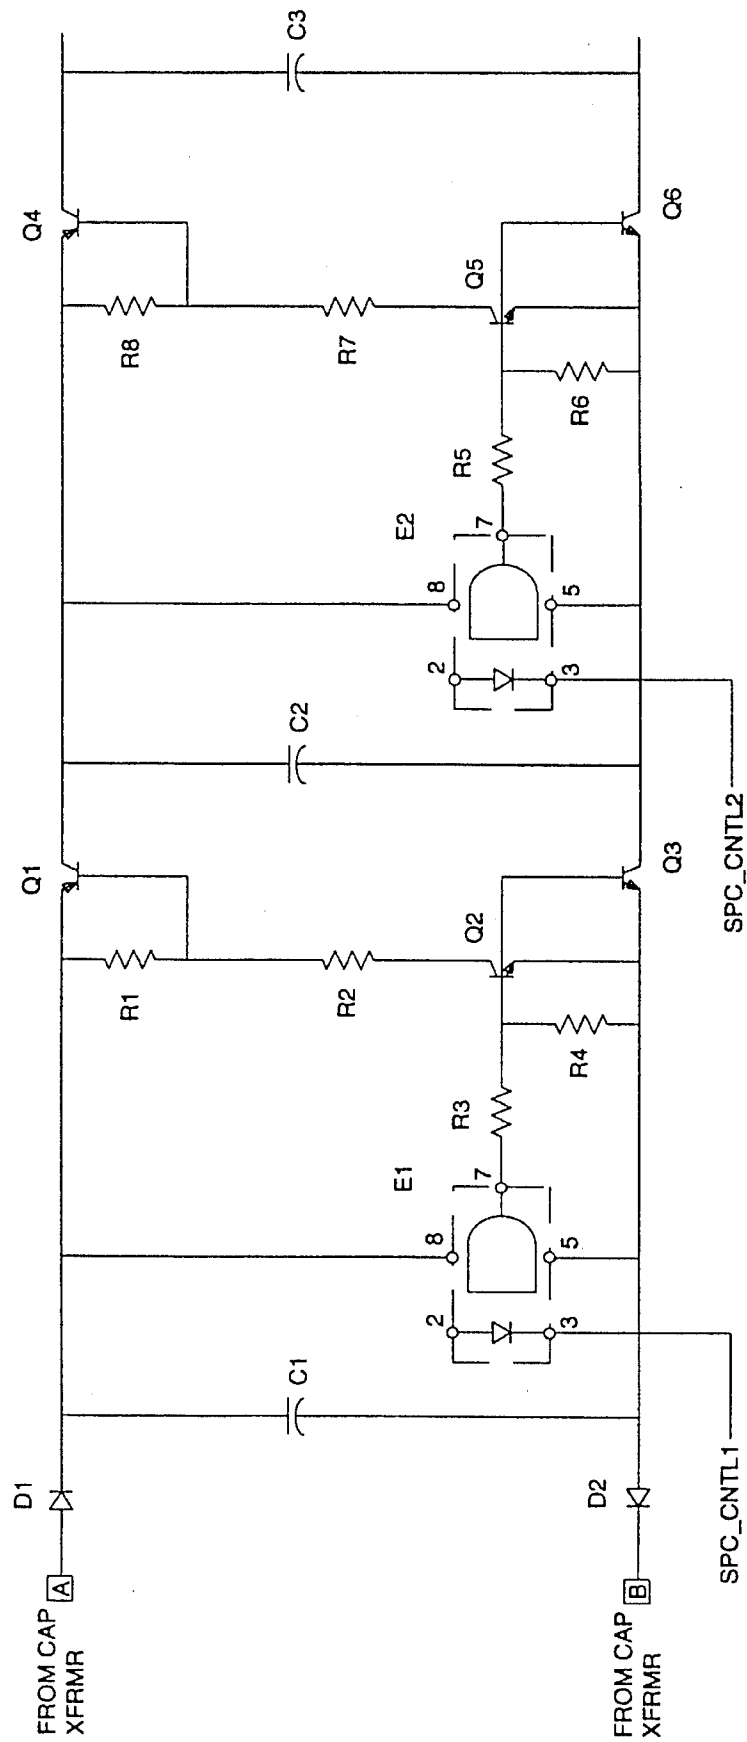 FROM CAP
XFRMR
A
D1
C1
R1
R2
Q1
C2
R8
R7
Q4
C3
E1
2
3
8
5
7
R3
R4
Q2
Q3
E2
2
3
8
5
7
R5
R6
Q5
Q6
FROM CAP
XFRMR
B
D2
SPC_CNTL1
SPC_CNTL2